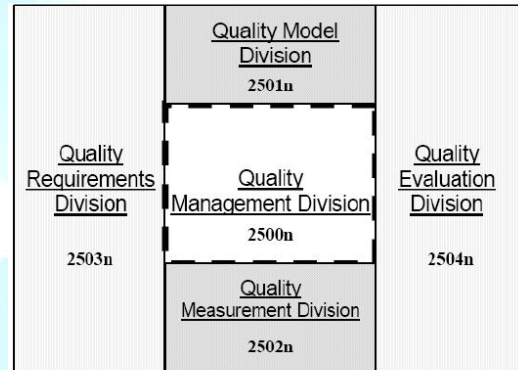 Quality Model
Division
2501n
Quality
Requirements
Division
2503n
Quality
Management Division
2500n
Quality
Evaluation
Division
2504n
Quality
Measurement Division
2502n